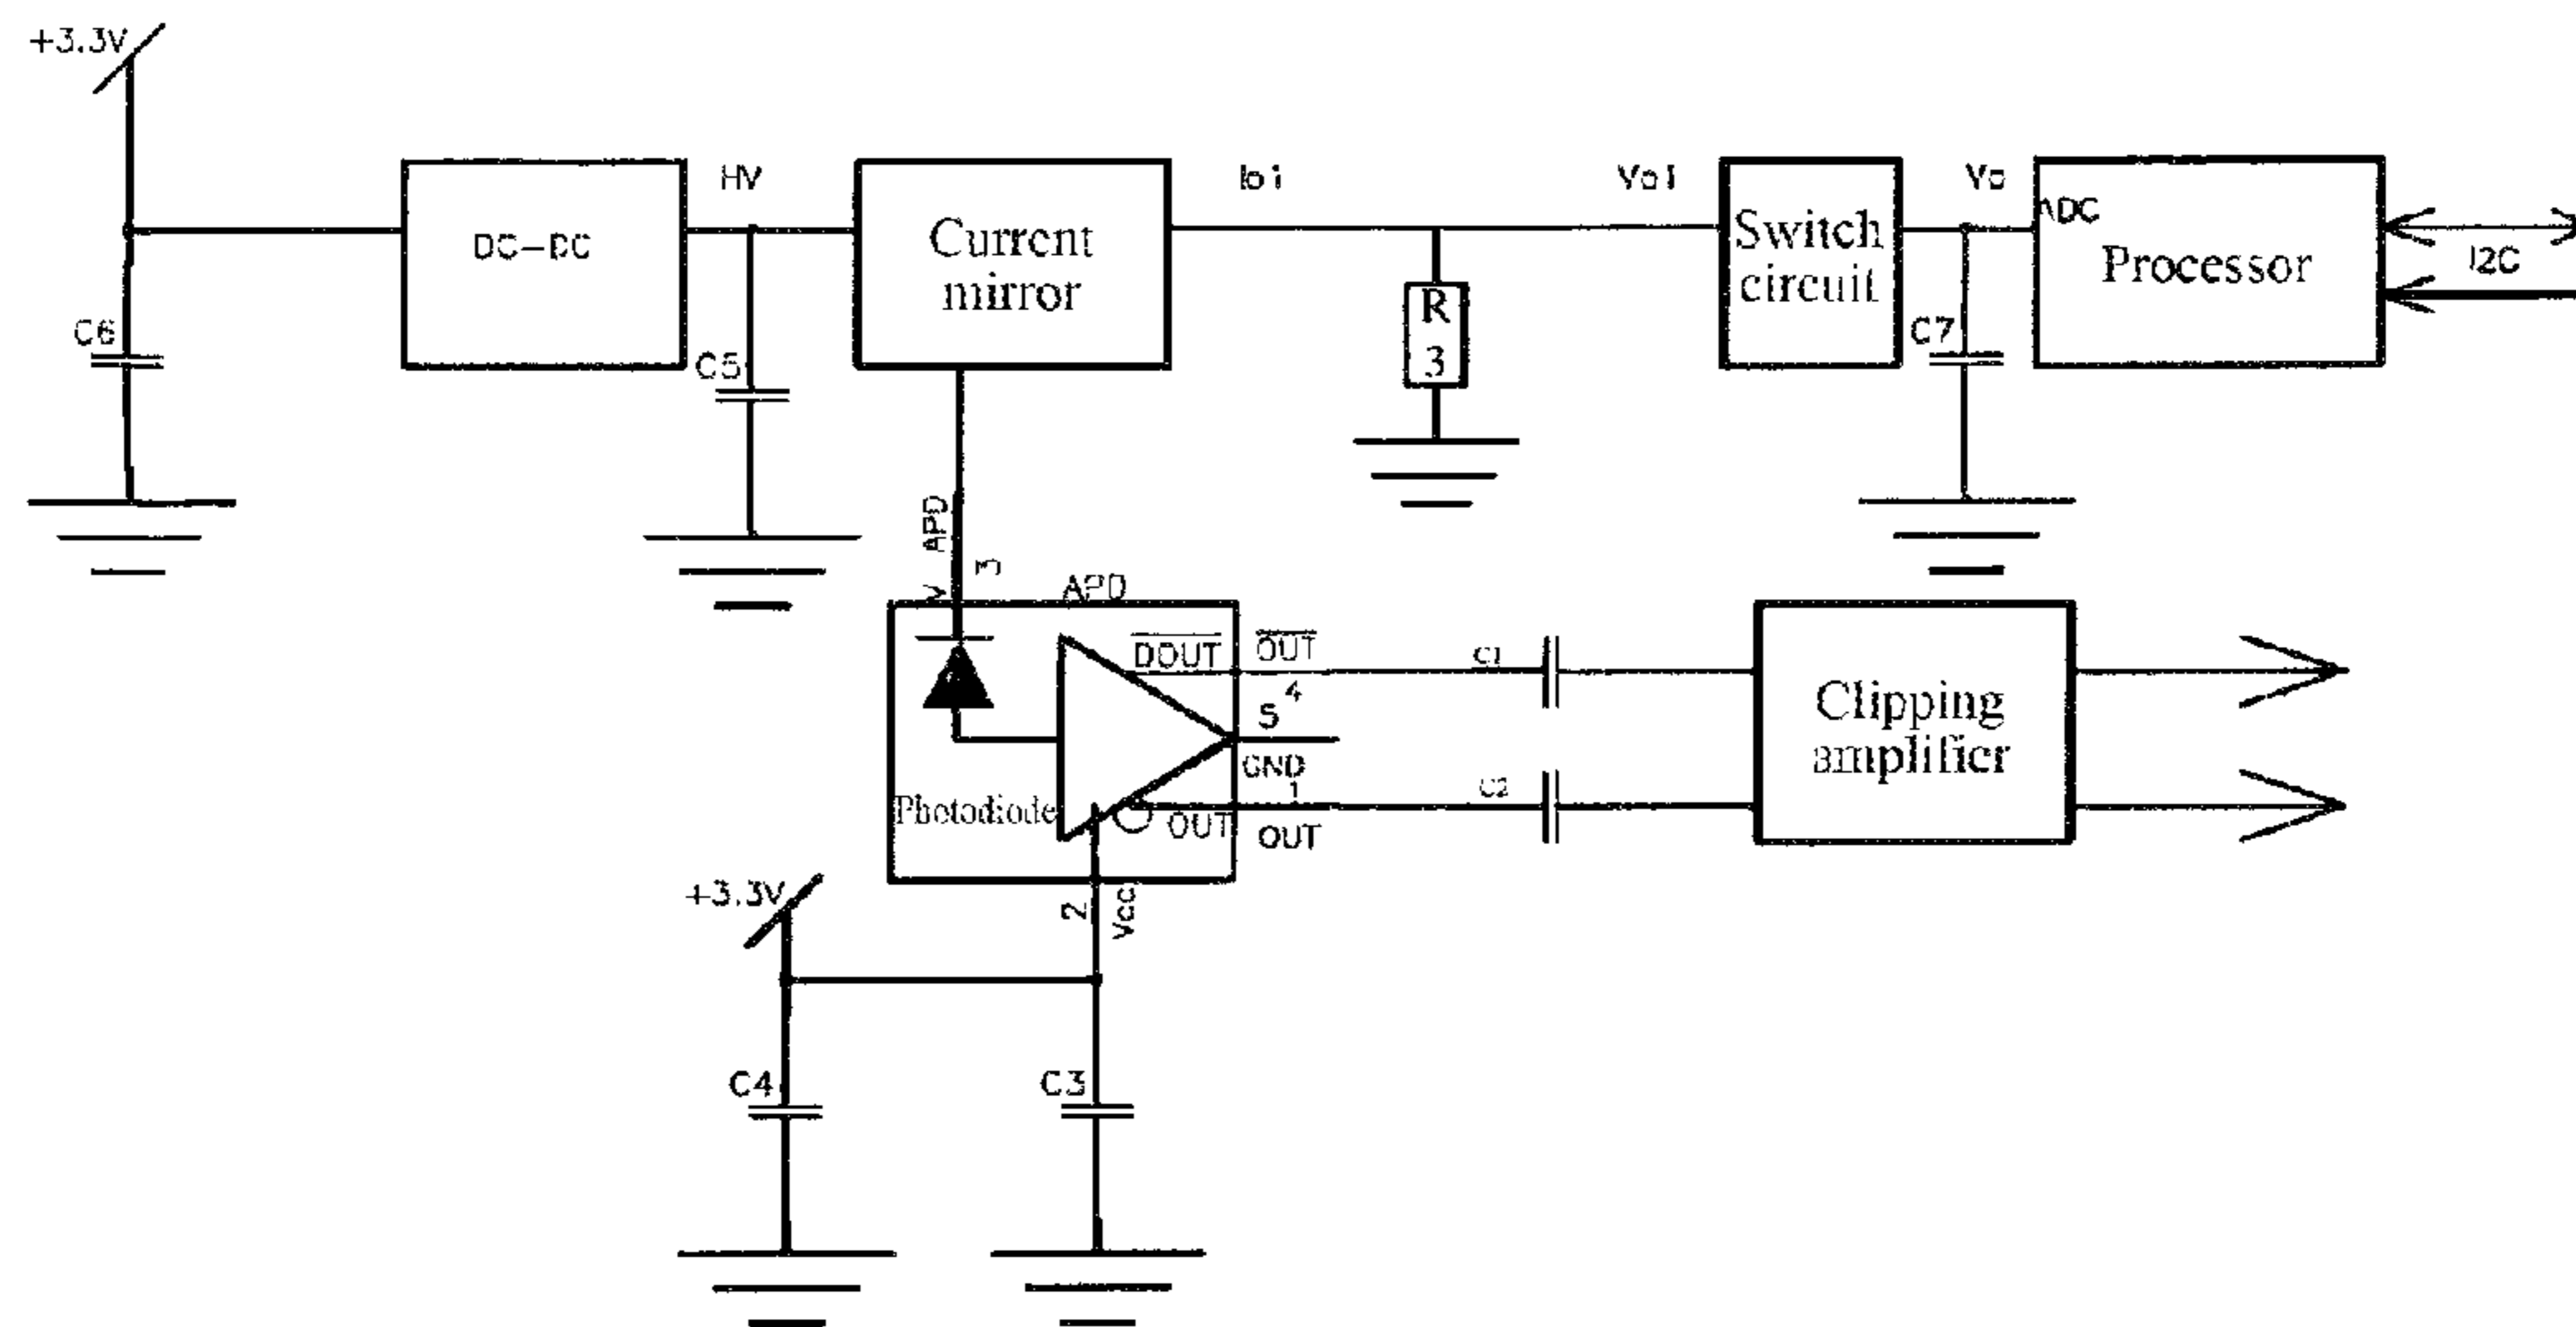 +3.3V
HV
Io1
Vo1
Vo
DC-DC
Current
mirror
Switch
circuit
ADC
Processor
I2C
C6
C5
R
3
C7
V APD
3
APD
DOUT
OUT
4
C1
5
GND
1
Photodiode
OUT
OUT
C2
Clipping
amplifier
+3.3V
2
Vcc
C4
C3